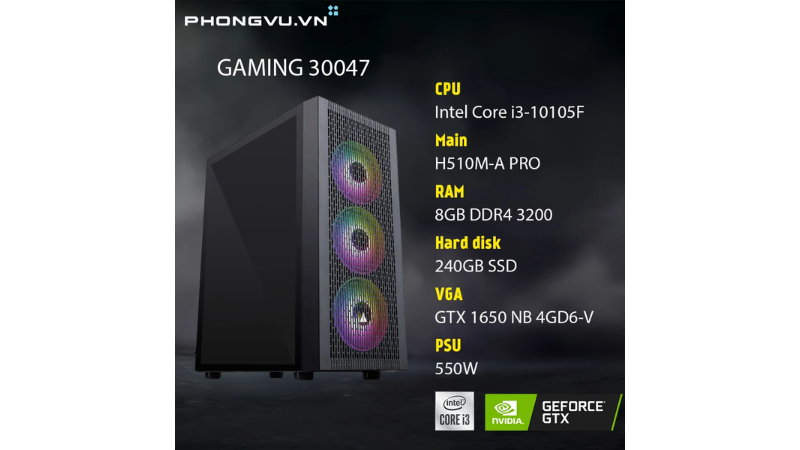 PHONGVU.VN
GAMING 30047
CPU
Intel Core i3-10105F
Main
H510M-A PRO
RAM
8GB DDR4 3200
Hard disk
240GB SSD
VGA
GTX 1650 NB 4GD6-V
PSU
550W
intel
CORE i3
NVIDIA.
GEFORCE
GTX